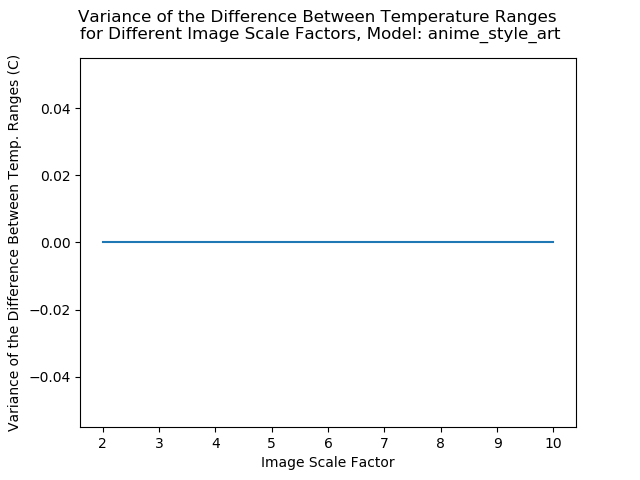 Variance of the Difference Between Temperature Ranges
for Different Image Scale Factors, Model: anime_style_art
Variance of the Difference Between Temp. Ranges (C)
0.04
0.02
0.00
−0.02
−0.04
2 3 4 5 6 7 8 9 10
Image Scale Factor